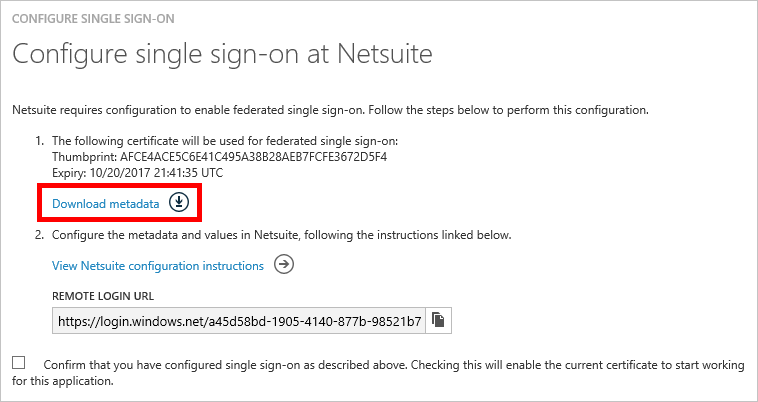 CONFIGURE SINGLE SIGN-ON
Configure single sign-on at Netsuite
Netsuite requires configuration to enable federated single sign-on. Follow the steps below to perform this configuration.
1. The following certificate will be used for federated single sign-on:
Thumbprint: AFCE4ACE5C6E41C495A38B28AEB7FCFE3672D5F4
Expiry: 10/20/2017 21:41:35 UTC
Download metadata
2. Configure the metadata and values in Netsuite, following the instructions linked below.
View Netsuite configuration instructions
REMOTE LOGIN URL
https://login.windows.net/a45d58bd-1905-4140-877b-98521b7
Confirm that you have configured single sign-on as described above. Checking this will enable the current certificate to start working
for this application.